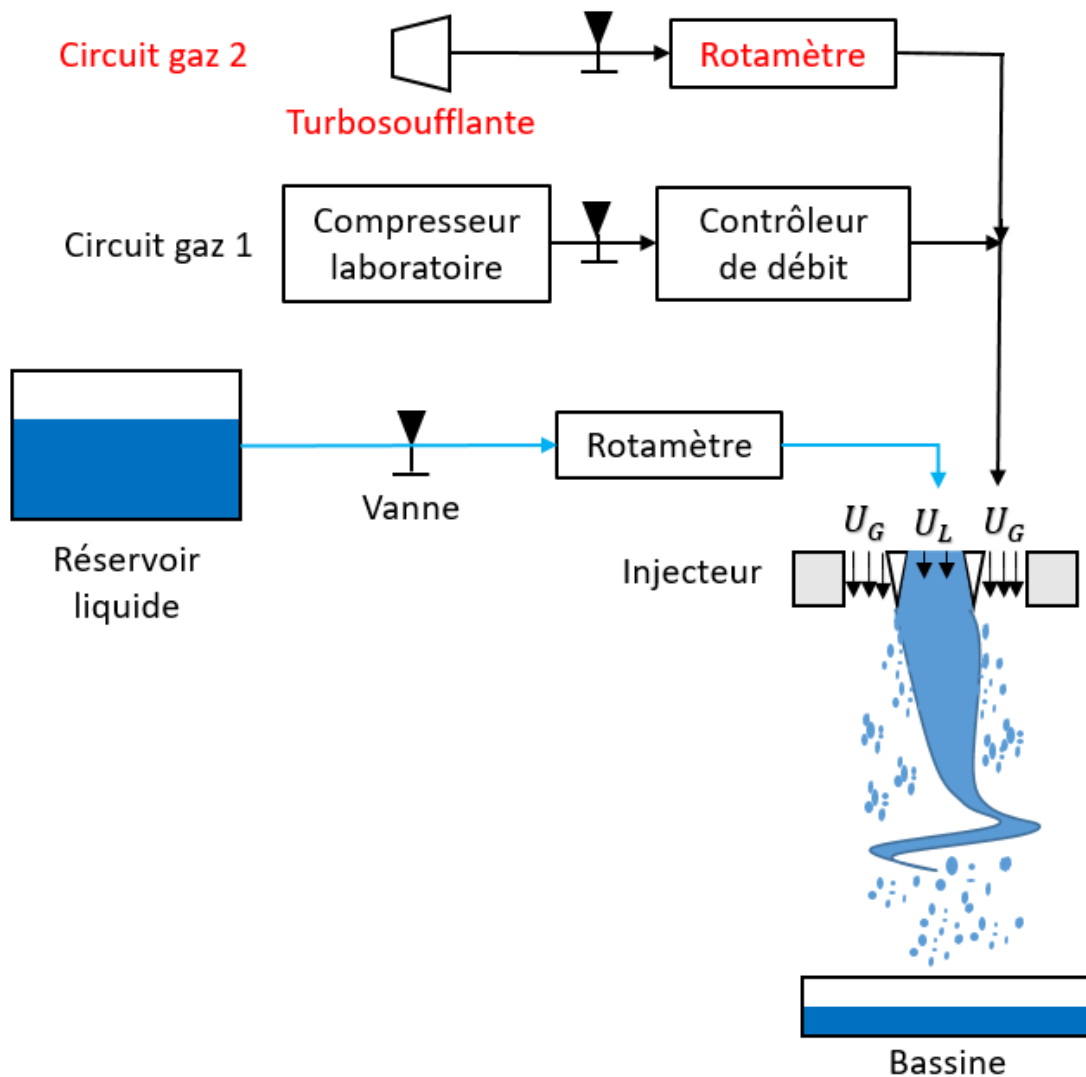 Circuit gaz 2
Rotamètre
Turbosoufflante
Circuit gaz 1
Compresseur
laboratoire
Contrôleur
de débit
Rotamètre
Vanne
Réservoir
liquide
U_G U_L U_G
Injecteur
Bassine